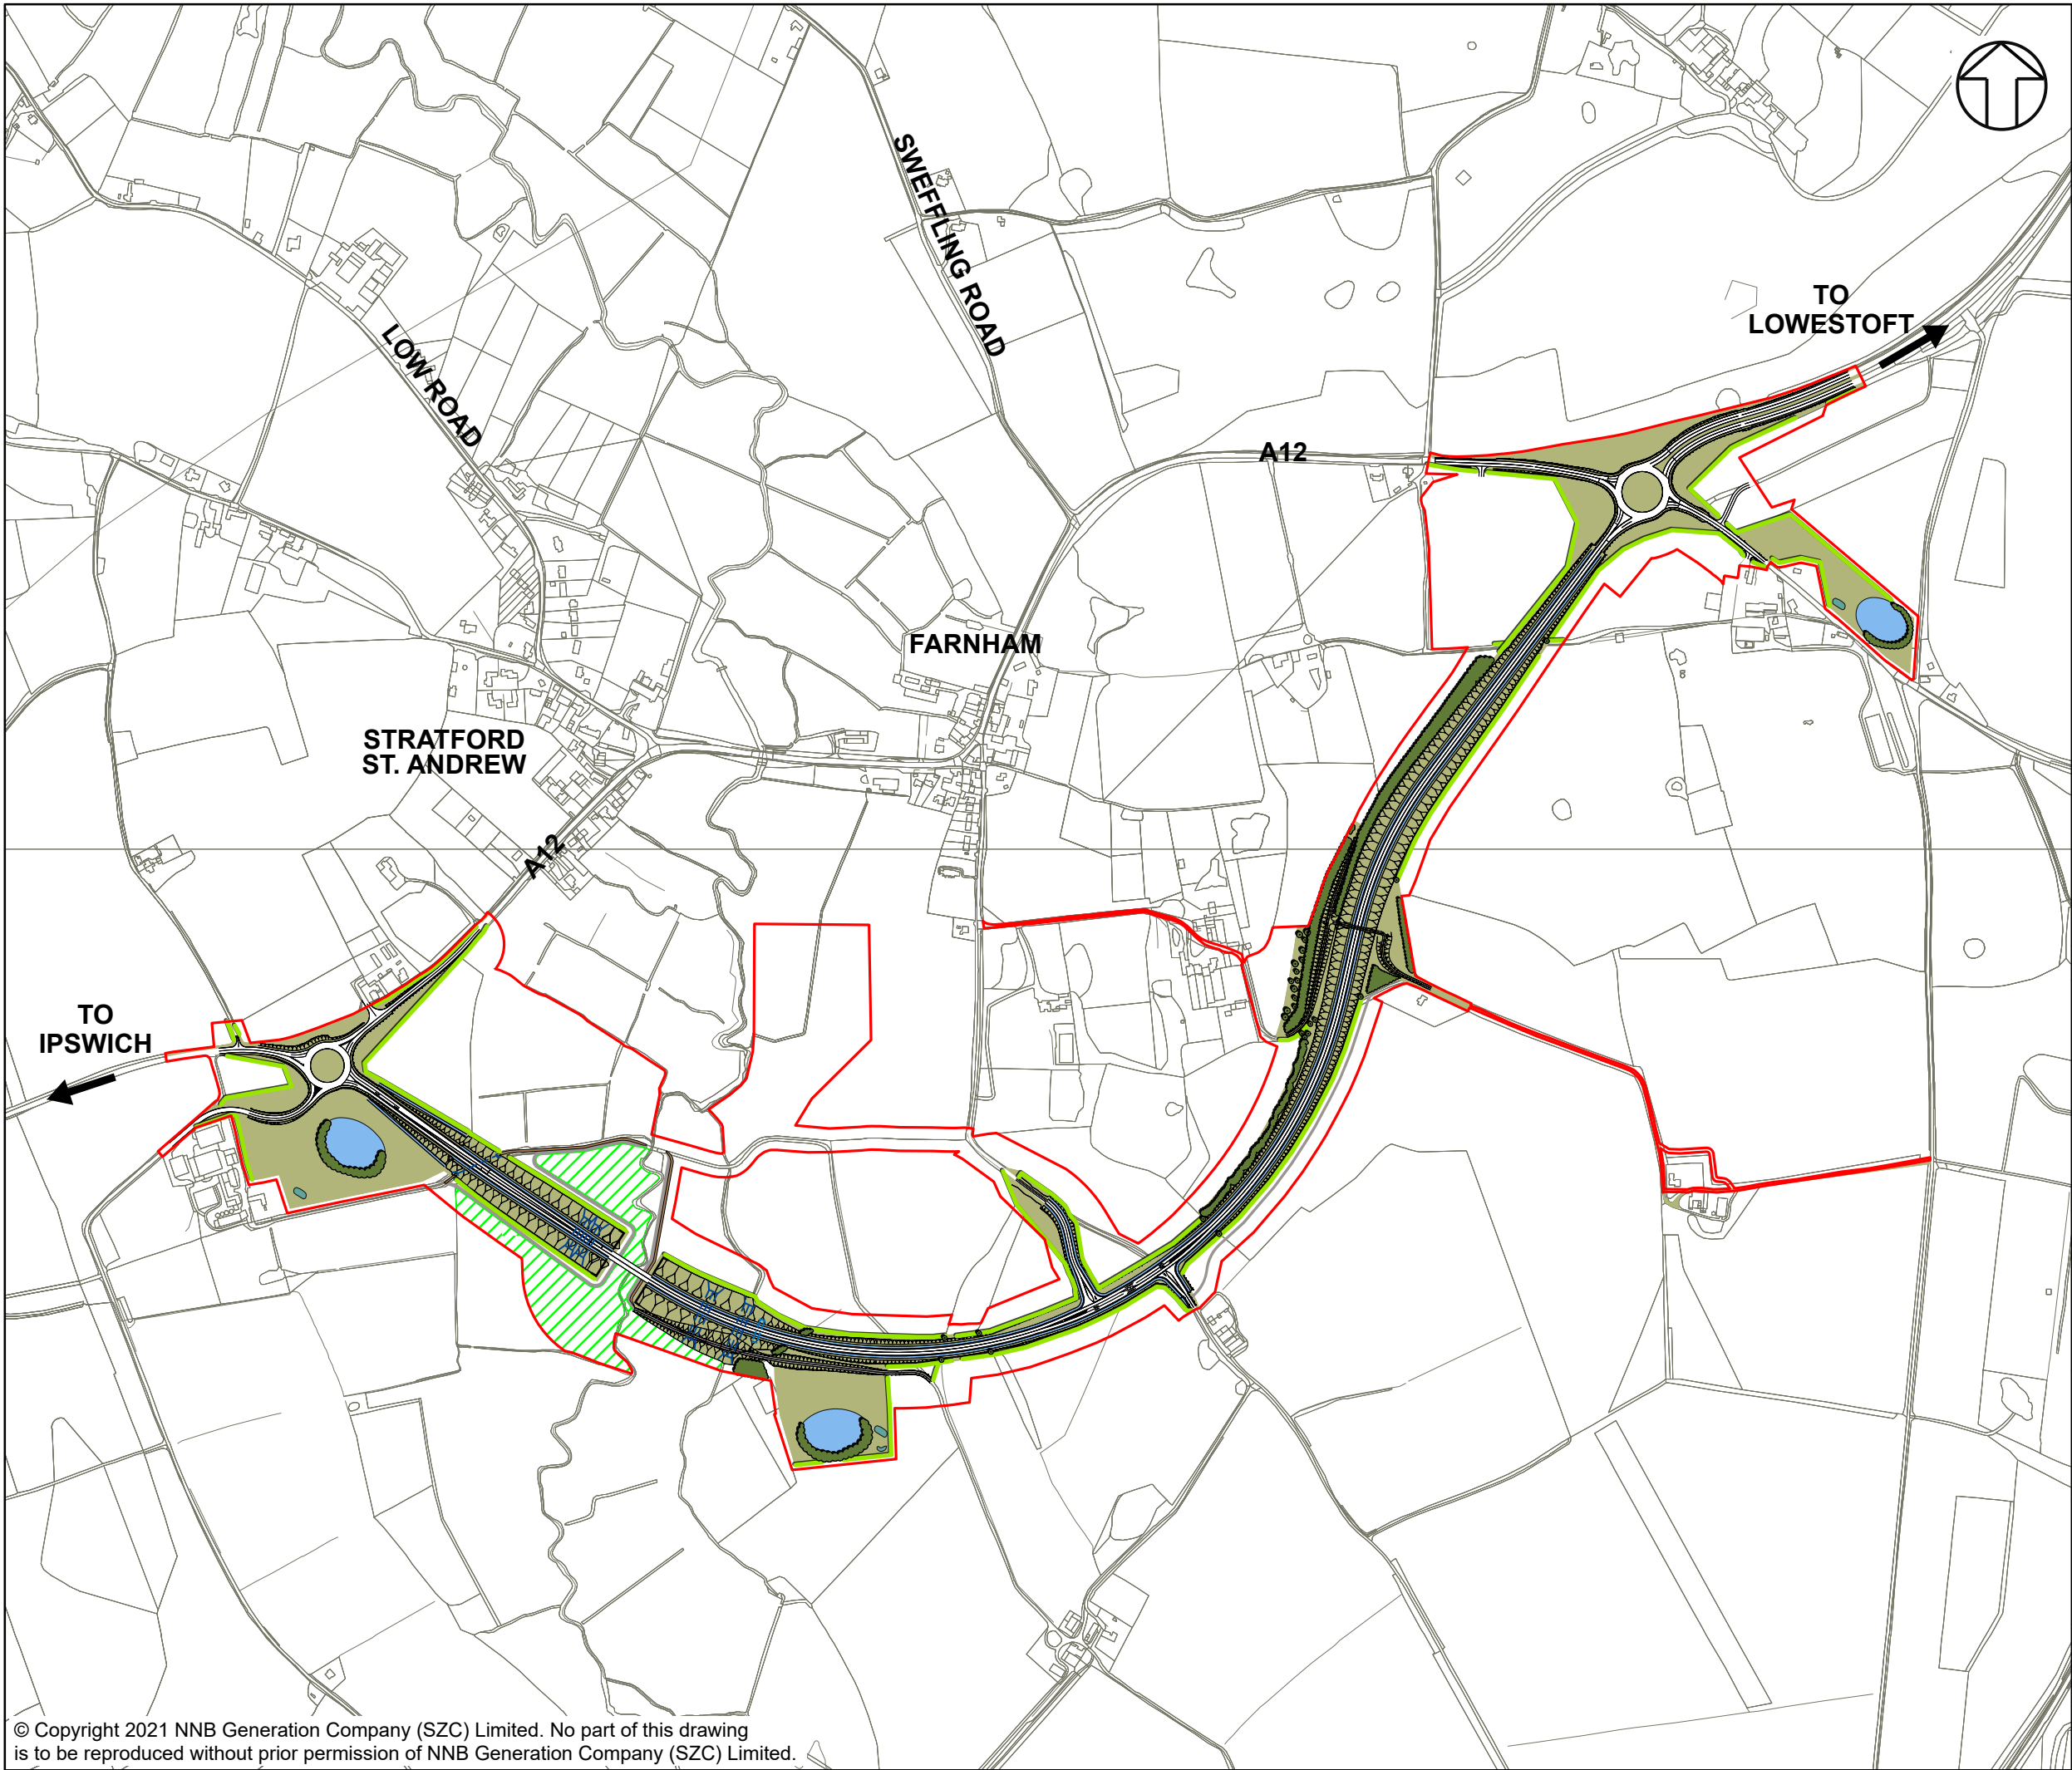 SWEFFLING ROAD
TO
LOWESTOFT
LOW ROAD
A12
FARNHAM
STRATFORD
ST. ANDREW
A12
TO
IPSWICH
© Copyright 2021 NNB Generation Company (SZC) Limited. No part of this drawing
is to be reproduced without prior permission of NNB Generation Company (SZC) Limited.